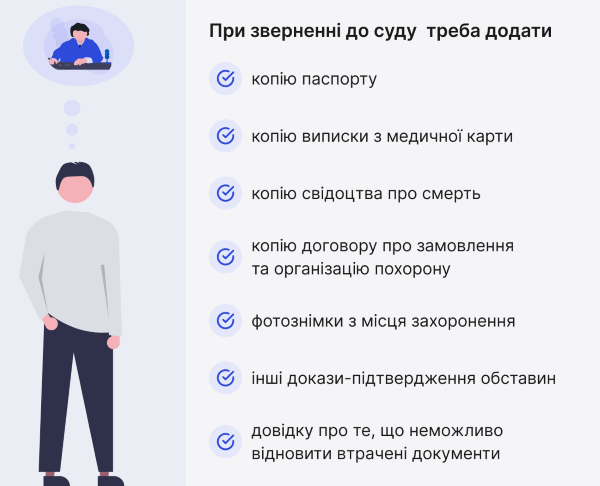 При зверненні до суду  треба додати
копію паспорту
копію виписки з медичної карти
копію свідоцтва про смерть
копію договору про замовлення
та організацію похорону
фотознімки з місця захоронення
інші докази-підтвердження обставин
довідку про те, що неможливо
відновити втрачені документи